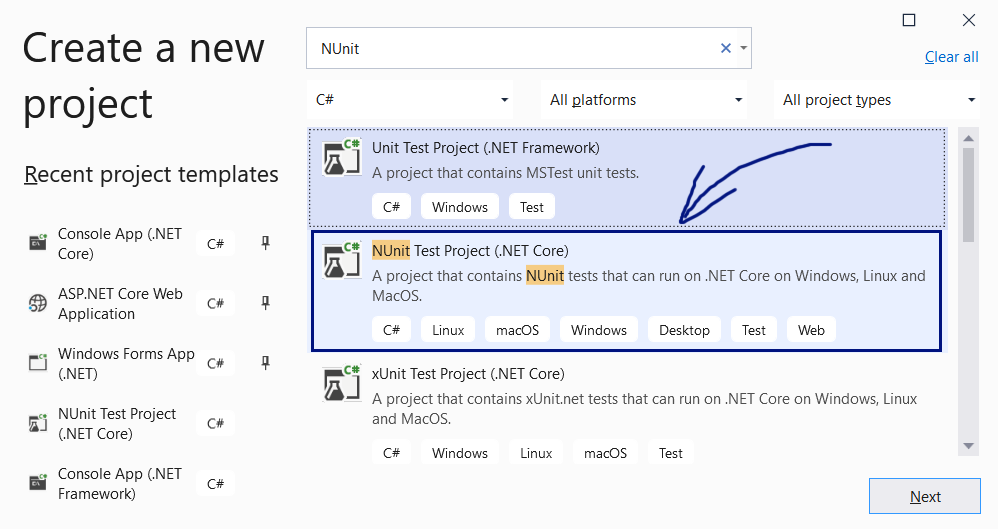 Create a new
project
Recent project templates
Console App (.NET
Core)
C#
ASP.NET Core Web
Application
C#
Windows Forms App
(.NET)
C#
NUnit Test Project
(.NET Core)
C#
Console App (.NET
Framework)
C#
NUnit
Clear all
C#
All platforms
All project types
C#
Unit Test Project (.NET Framework)
A project that contains MSTest unit tests.
C# Windows Test
C#
NUnit Test Project (.NET Core)
A project that contains NUnit tests that can run on .NET Core on Windows, Linux and
MacOS.
C# Linux macOS Windows Desktop Test Web
C#
xUnit Test Project (.NET Core)
A project that contains xUnit.net tests that can run on .NET Core on Windows, Linux
and MacOS.
C# Windows Linux macOS Test
Next